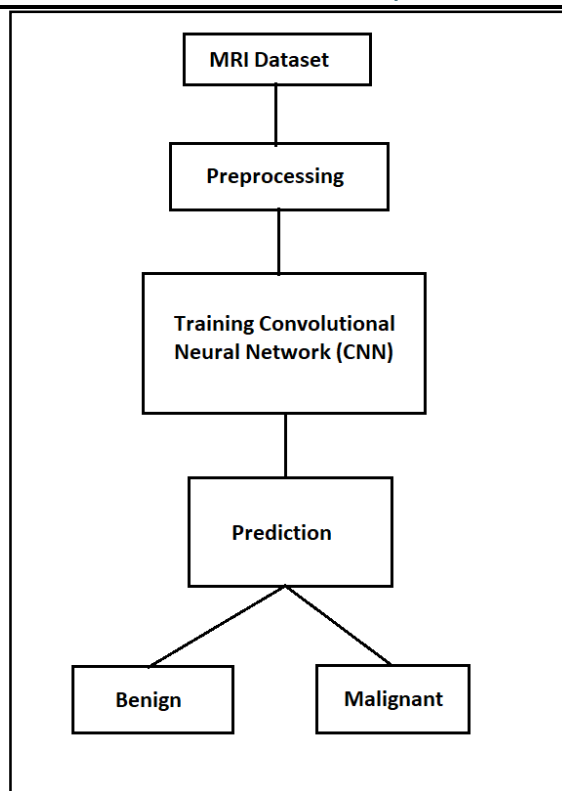 MRI Dataset
Preprocessing
Training Convolutional
Neural Network (CNN)
Prediction
Benign
Malignant